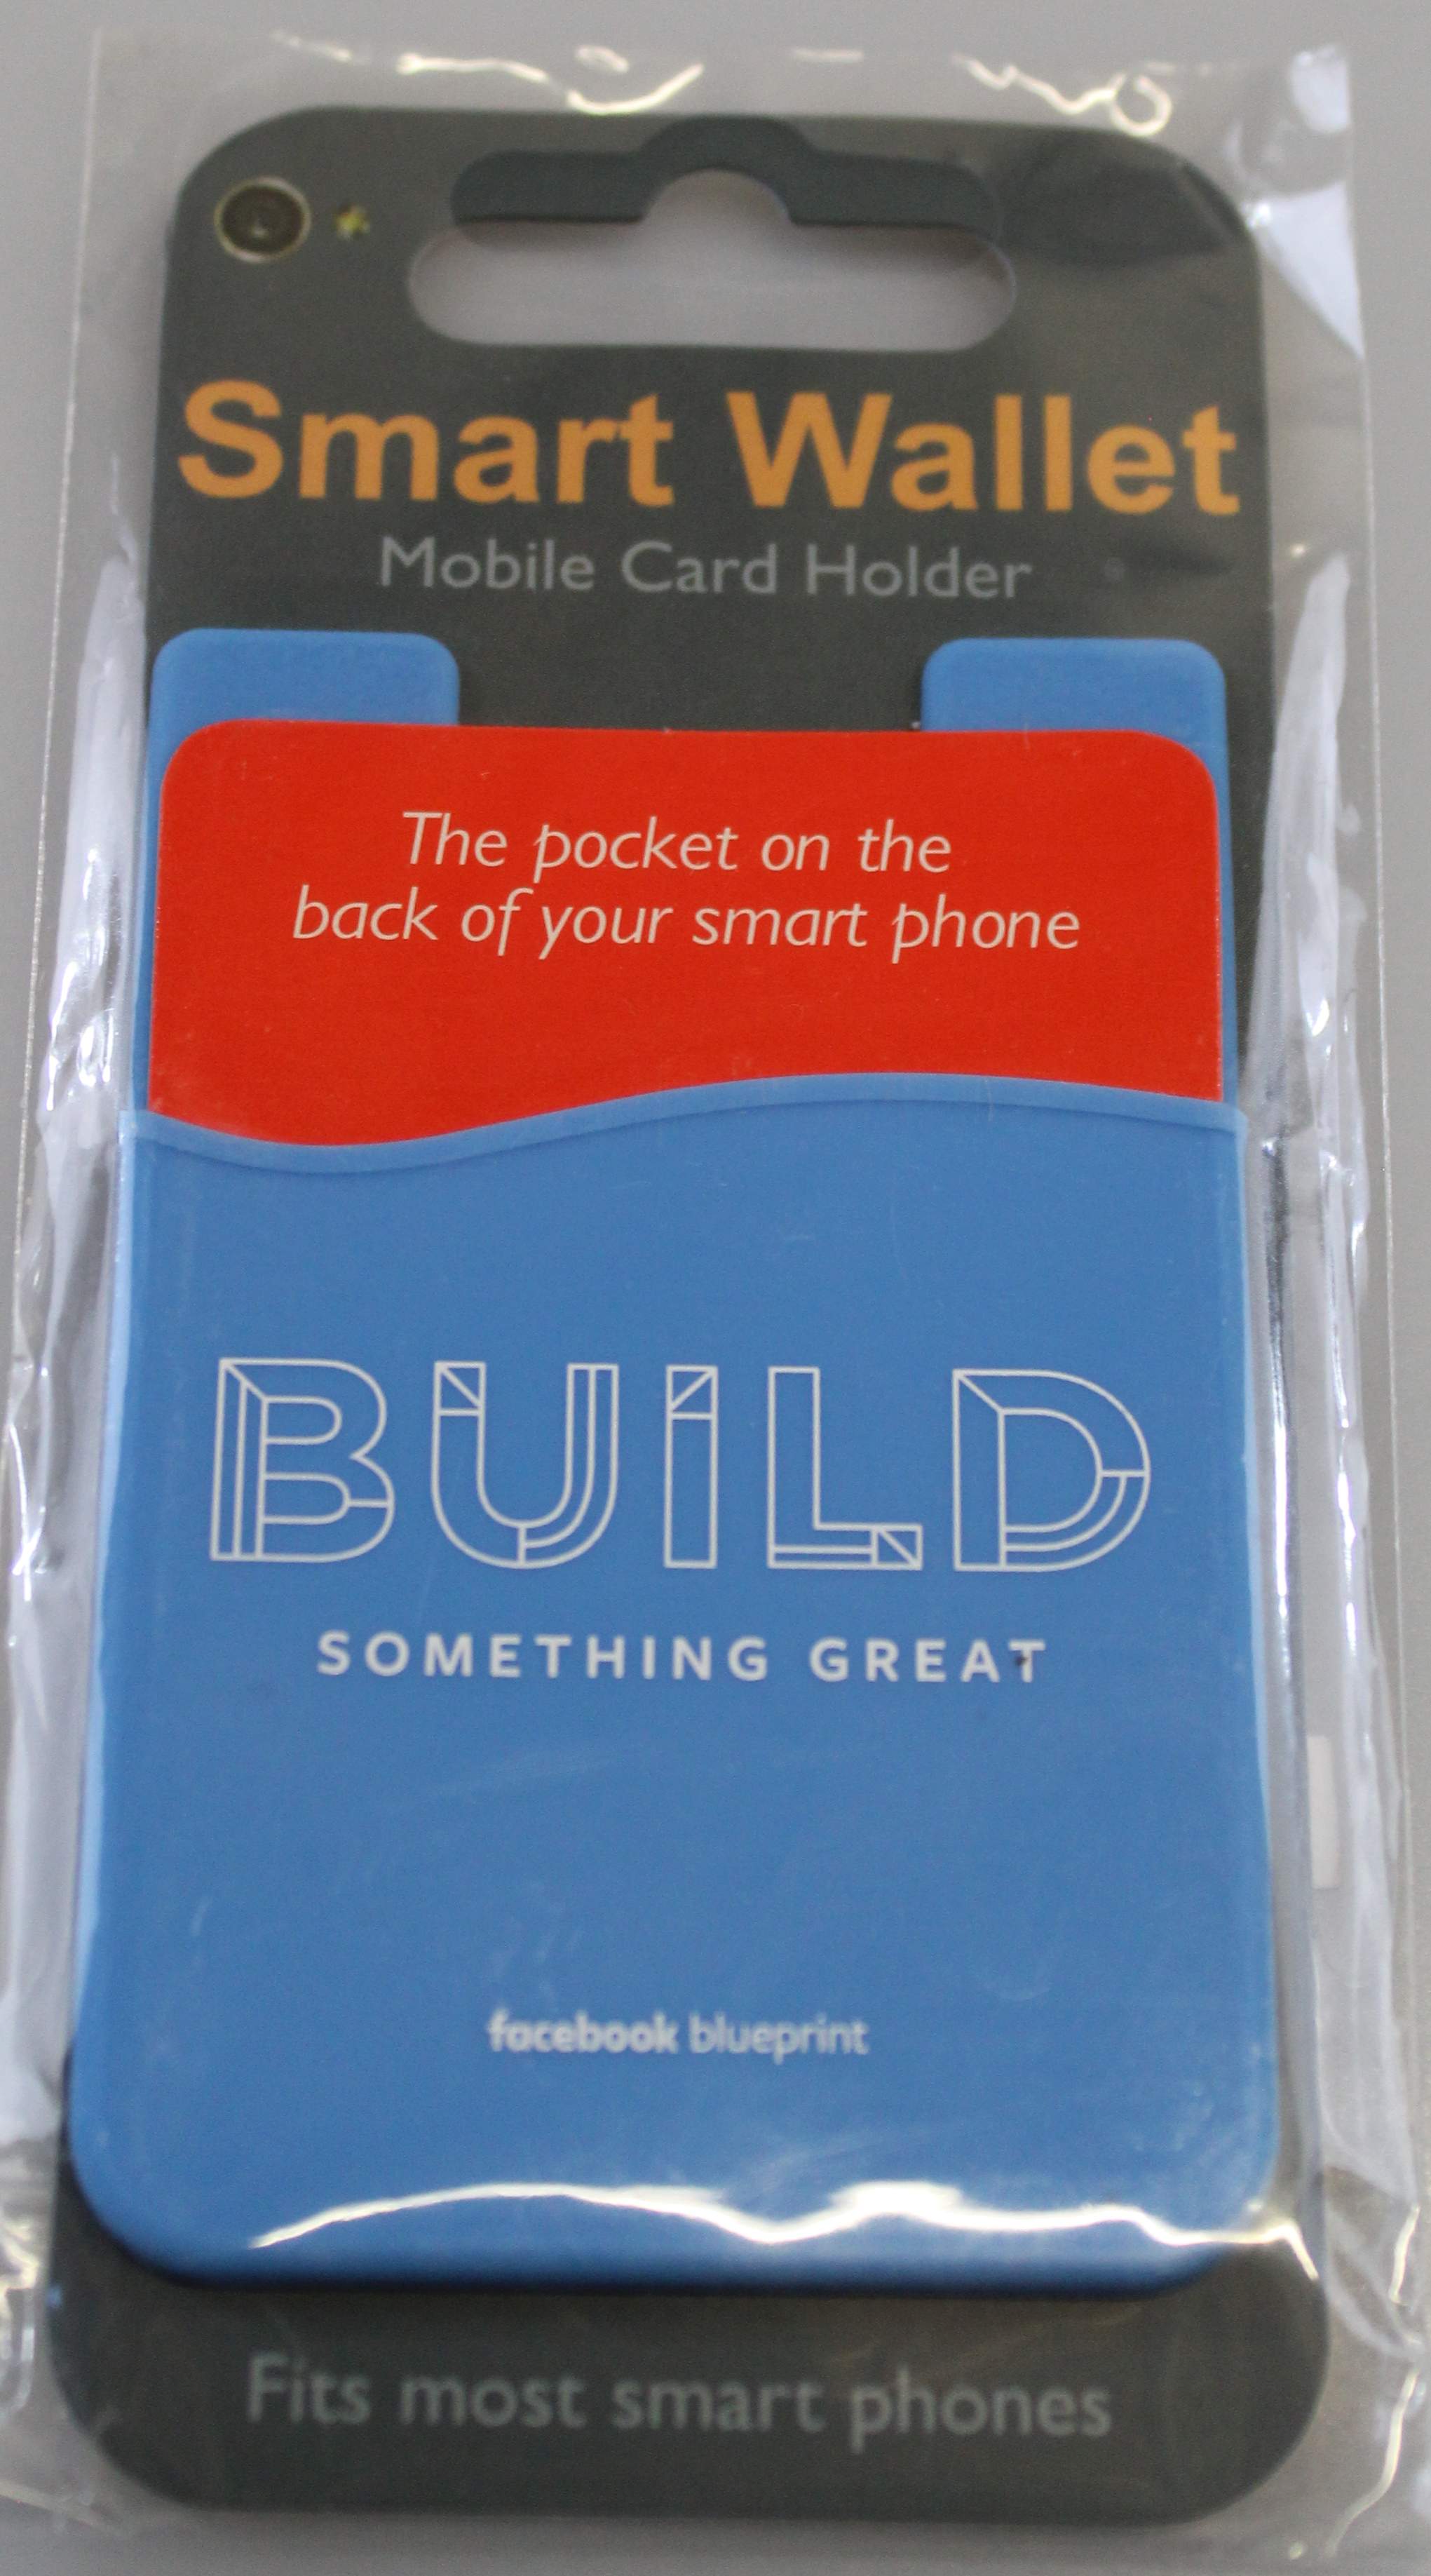 Smart Wallet
Mobile Card Holder
The pocket on the
back of your smart phone
BUILD
SOMETHING GREAT
facebook blueprint
Fits most smart phones